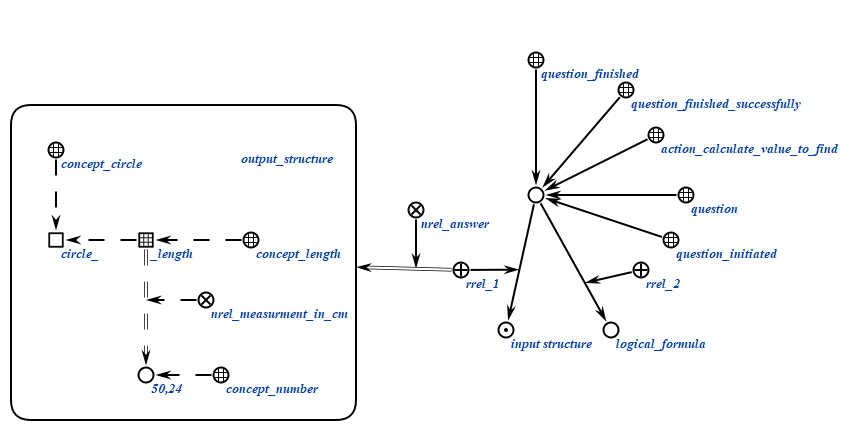 question_finished
question_finished_successfully
action_calculate_value_to_find
question
question_initiated
concept_circle
output_structure
circle_
_length
concept_length
nrel_answer
rrel_1
rrel_2
nrel_measurment_in_cm
input structure
logical_formula
50,24
concept_number